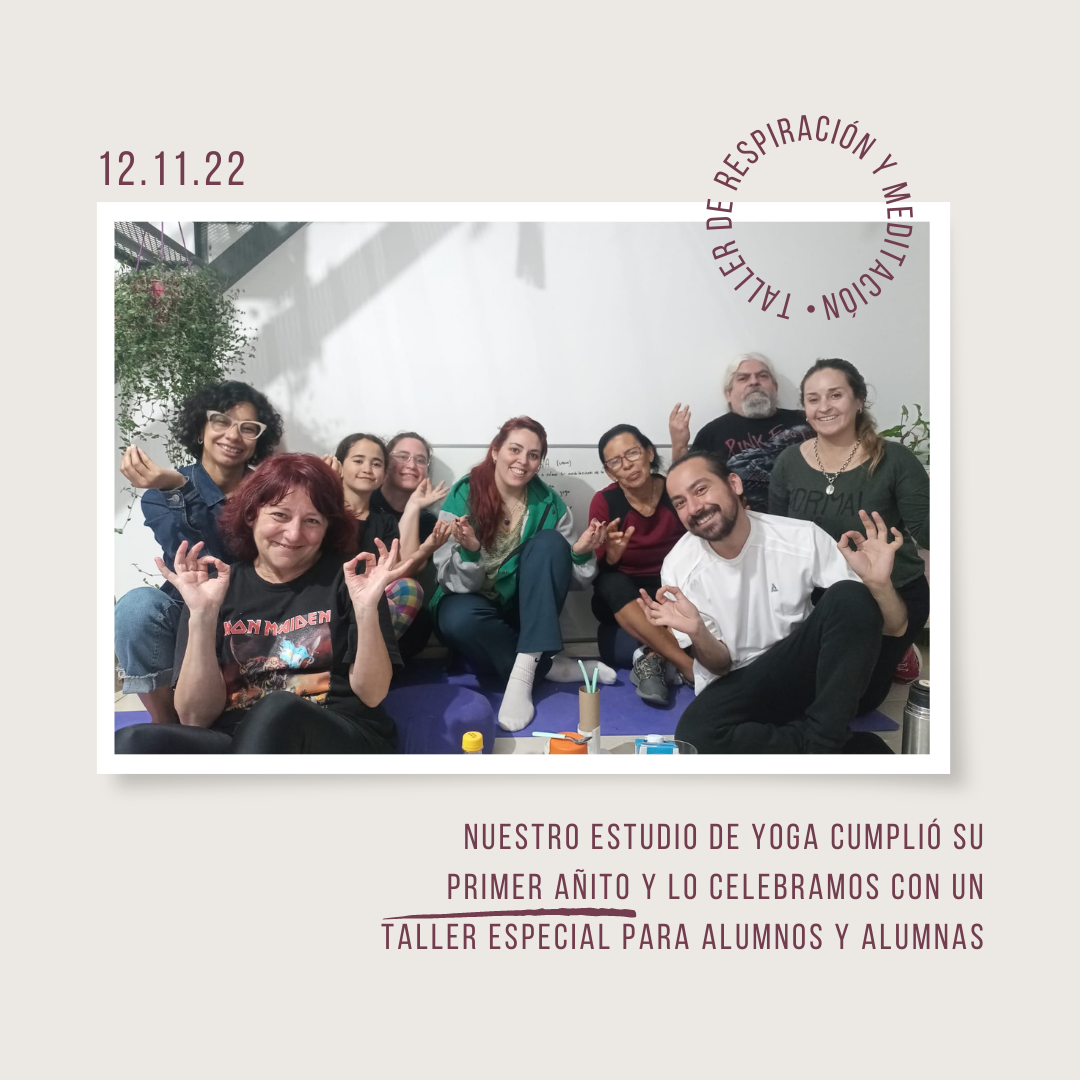 12.11.22
TALLER DE RESPIRACIÓN Y MEDITACIÓN •
IRON MAIDEN
NUESTRO ESTUDIO DE YOGA CUMPLIÓ SU
PRIMER AÑITO Y LO CELEBRAMOS CON UN
TALLER ESPECIAL PARA ALUMNOS Y ALUMNAS